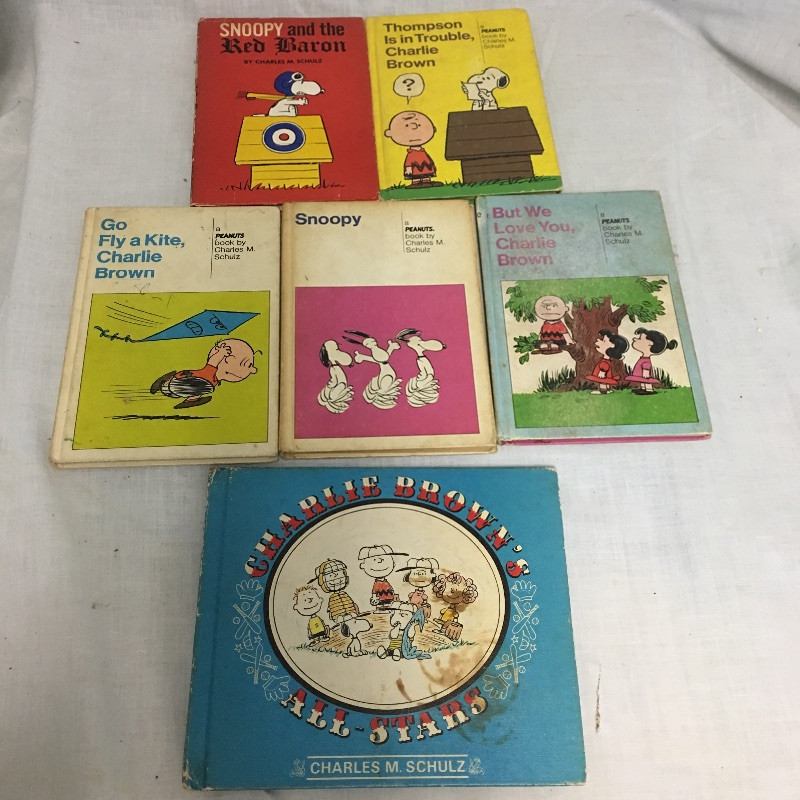 SNOOPY and the
Red Baron
BY CHARLES M. SCHULZ
Thompson
Is in Trouble,
Charlie
Brown
a
PEANUTS
book by
Charles M.
Schulz
?
Go
Fly a Kite,
Charlie
Brown
a
PEANUTS
book by
Charles M.
Schulz
Snoopy
a
PEANUTS.
book by
Charles M.
Schulz
But We
Love You,
Charlie
Brown
a
PEANUTS
book by
Charles M.
Schulz
CHARLIE BROWN'S
ALL-STARS
CHARLES M. SCHULZ